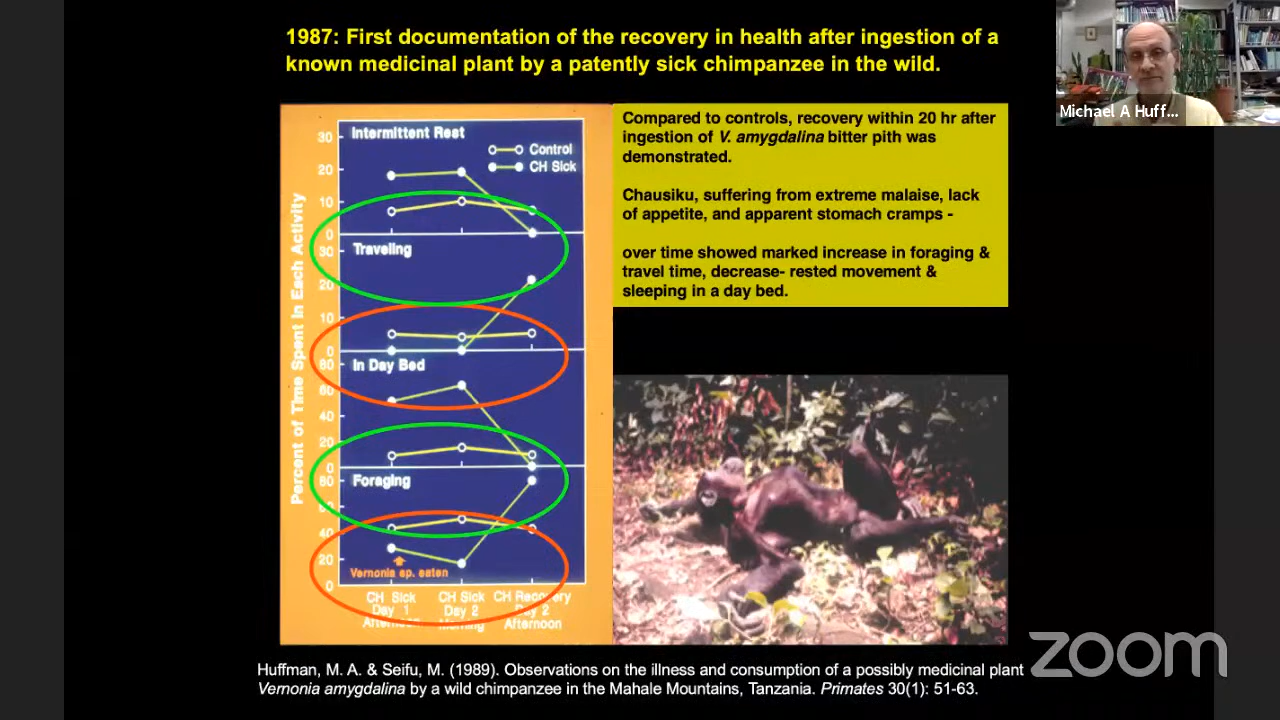 1987: First documentation of the recovery in health after ingestion of a
known medicinal plant by a patently sick chimpanzee in the wild.
Michael A Huff...
Percent of Time Spent In Each Activity
Intermittent Rest
Control
CH Sick
30
20
10
0
Traveling
30
20
10
0
In Day Bed
80
60
40
20
0
Foraging
80
60
40
20
0
Vernonia sp. eaten
CH Sick
Day 1
Afternoon
CH Sick
Day 2
Morning
CH Recovery
Day 2
Afternoon
Compared to controls, recovery within 20 hr after
ingestion of V. amygdalina bitter pith was
demonstrated.
Chausiku, suffering from extreme malaise, lack
of appetite, and apparent stomach cramps -
over time showed marked increase in foraging &
travel time, decrease- rested movement &
sleeping in a day bed.
Huffman, M. A. & Seifu, M. (1989). Observations on the illness and consumption of a possibly medicinal plant
Vernonia amygdalina by a wild chimpanzee in the Mahale Mountains, Tanzania. Primates 30(1): 51-63.
zoom